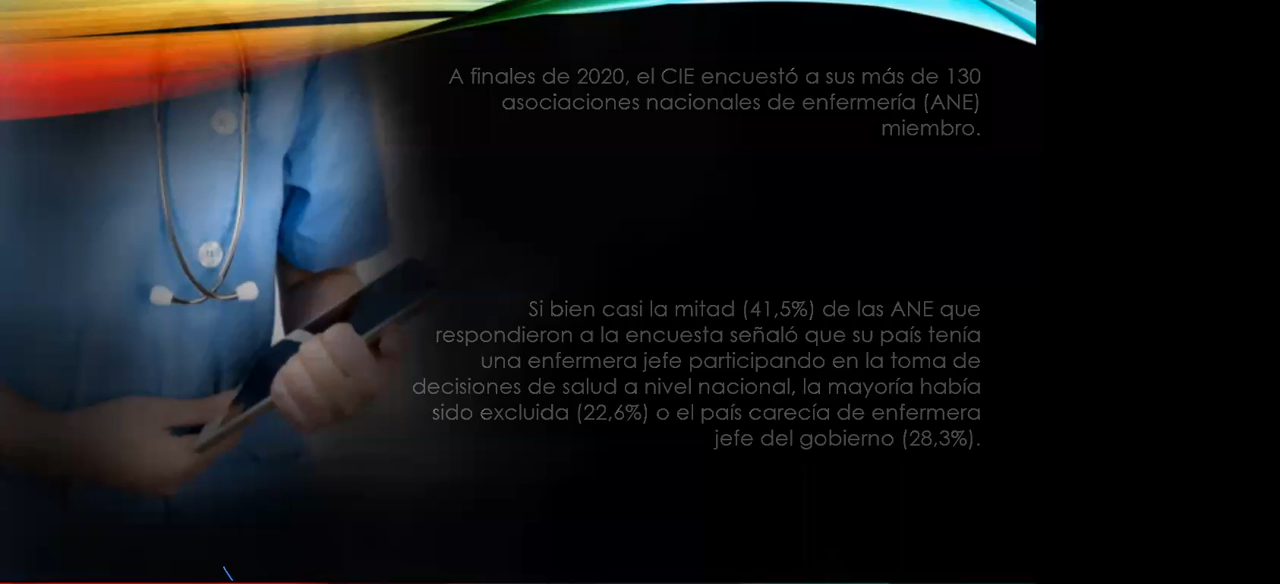 A finales de 2020, el CIE encuestó a sus más de 130
asociaciones nacionales de enfermería (ANE)
miembro.
Si bien casi la mitad (41,5%) de las ANE que
respondieron a la encuesta señaló que su país tenía
una enfermera jefe participando en la toma de
decisiones de salud a nivel nacional, la mayoría había
sido excluida (22,6%) o el país carecía de enfermera
jefe del gobierno (28,3%).